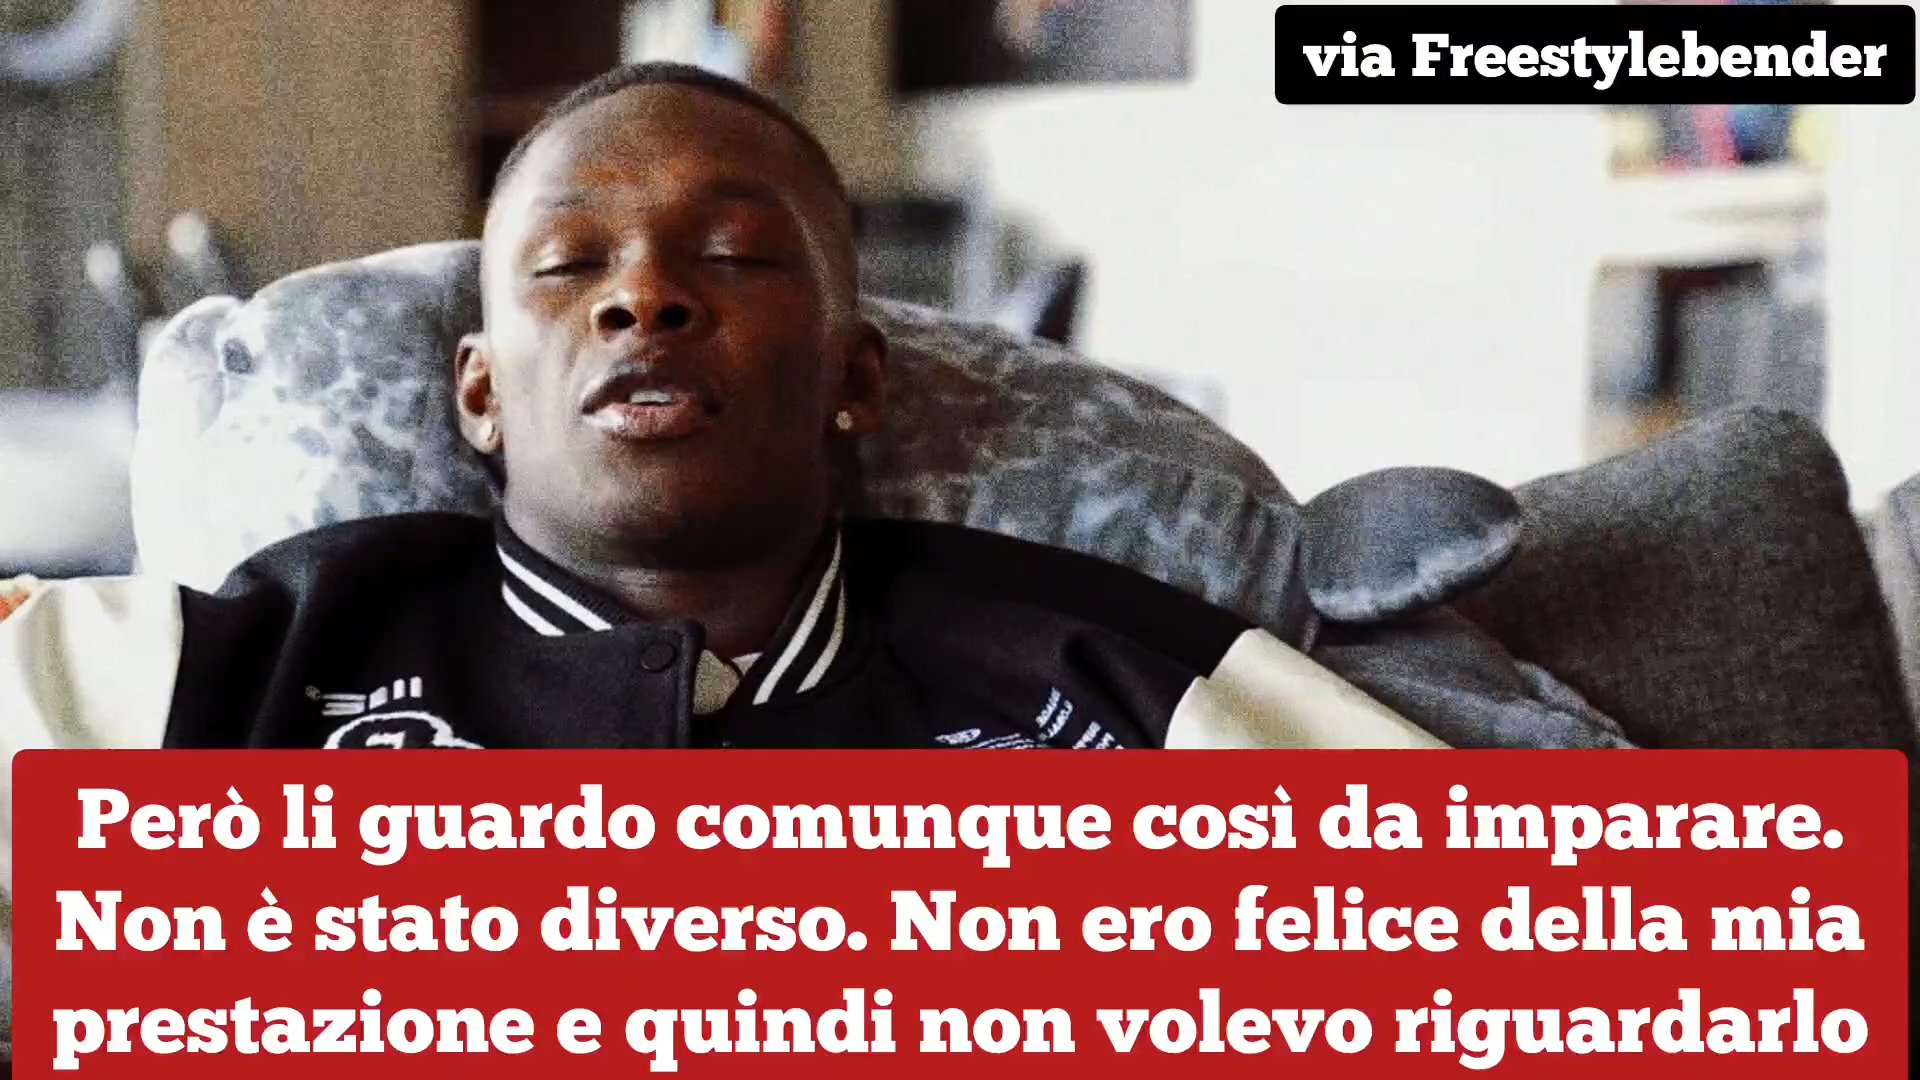 via Freestylebender
Però li guardo comunque così da imparare.
Non è stato diverso. Non ero felice della mia
prestazione e quindi non volevo riguardarlo